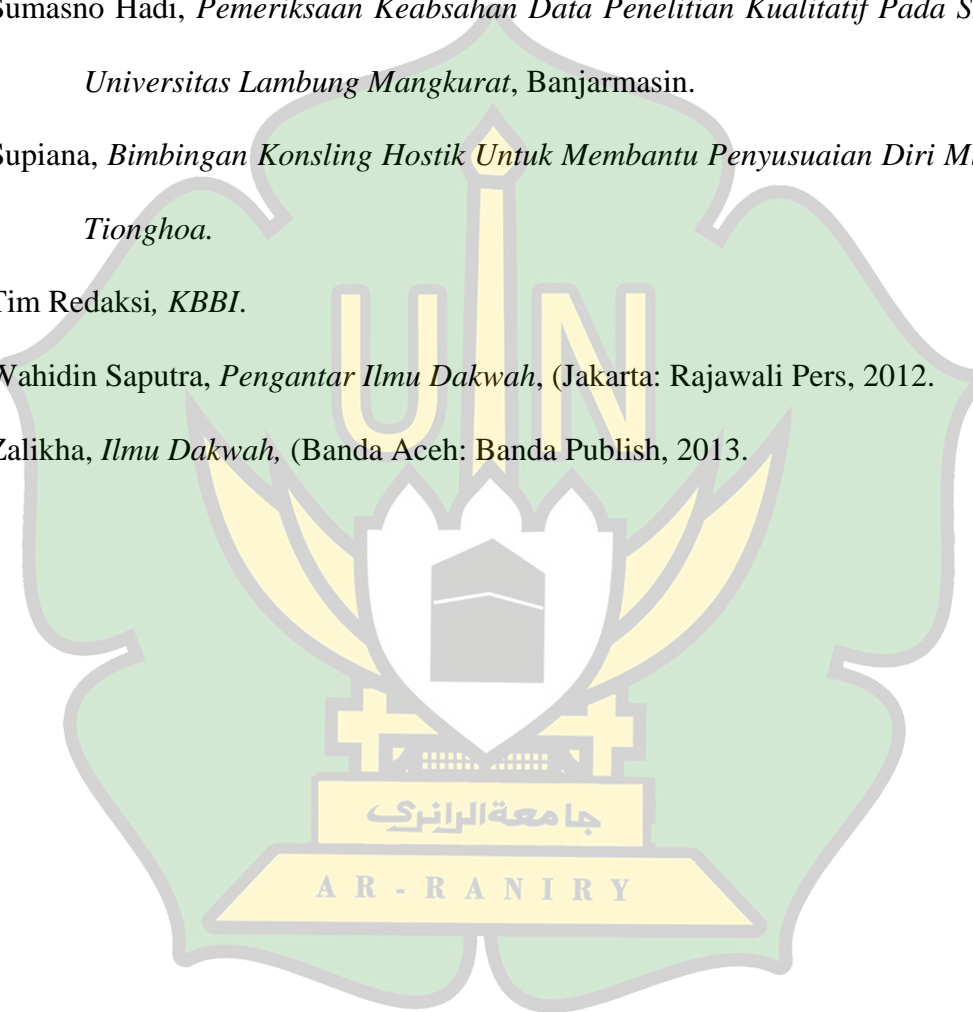 Sumasno Hadi, Pemeriksaan Keabsahan Data Penelitian Kualitatif Pada
Universitas Lambung Mangkurat, Banjarmasin.
Supiana, Bimbingan Konsling Hostik Untuk Membantu Penyusuaian Diri
Tionghoa.
Tim Redaksi, KBBI.
Wahidin Saputra, Pengantar Ilmu Dakwah, (Jakarta: Rajawali Pers, 2012.
Zalikha, Ilmu Dakwah, (Banda Aceh: Banda Publish, 2013.
UIN
جامعة الرانري
AR-RANIRY